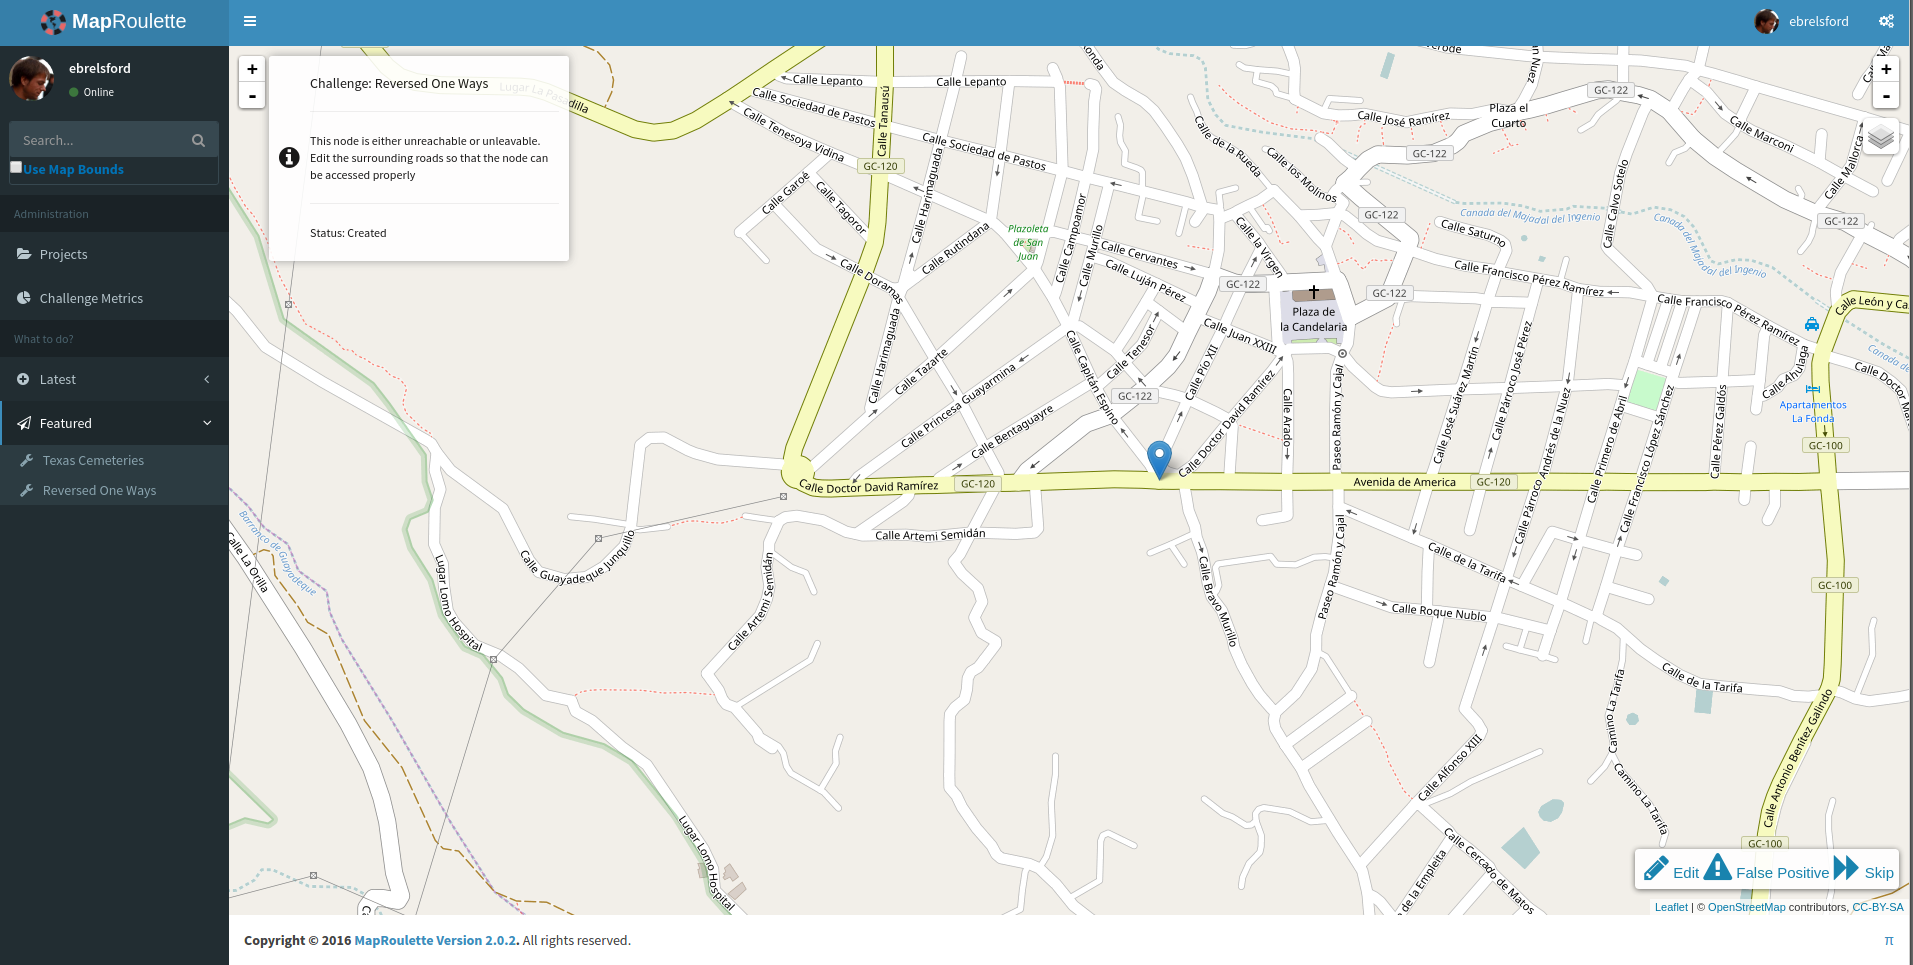 MapRoulette
ebrelsford
ebrelsford
Online
Search...
Use Map Bounds
Administration
Projects
Challenge Metrics
What to do?
Latest
Featured
Texas Cemeteries
Reversed One Ways
+
-
Challenge: Reversed One Ways
This node is either unreachable or unleavable.
Edit the surrounding roads so that the node can
be accessed properly
Status: Created
+
-
Lugar La Pasadilla
Calle Lepanto
Calle Lepanto
Calle Sociedad de Pastos
Calle Sociedad de Pastos
Calle Tenesoya Vidina
Calle Tanausú
GC-120
Calle Garoé
Calle Tagoror
Calle Harimaguada
Calle Rutindana
Calle Doramas
Plazoleta
de San
Juan
Calle Campoamor
Calle Murillo
Calle Cervantes
Calle Luján Pérez
Calle de la Rueda
Calle los Molinos
Calle la Virgen
Calle José Ramírez
Plaza el
Cuarto
GC-122
GC-122
GC-122
GC-122
GC-122
GC-122
GC-122
Calle Marconi
Calle Mallorca
Calle Calvo Sotelo
Canada del Majadal del Ingenio
Canada del Majadal del Ingenio
Calle Saturno
Calle Francisco Pérez Ramírez
Calle Francisco Pérez Ramírez
Plaza de
la Candelaria
Calle Juan XXIII
Calle Harimaguada
Calle Tazarte
Calle Princesa Guayarmina
Calle Bentaguayre
Calle Capitán Espino
Calle Tenesor
Calle Pío XII
Calle Doctor David Ramírez
Calle Arado
Paseo Ramón y Cajal
Calle José Suárez Martín
Calle Párroco José Pérez
Calle Párroco Andrés de la Nuez
Calle Primero de Abril
Calle Francisco López Sánchez
Calle Pérez Galdós
Calle Ahulaga
Apartamentos
La Fonda
GC-100
Calle Doctor David Ramírez
GC-120
Avenida de America
GC-120
Calle Artemi Semidán
Calle Artemi Semidán
Calle Guayadeque Junquillo
Lugar Lomo Hospital
Barranco de Guayadeque
Calle La Orilla
Calle Bravo Murillo
Paseo Ramón y Cajal
Calle de la Tarifa
Calle Roque Nublo
GC-100
Calle de la Tarifa
Camino La Tarifa
Camino La Tarifa
Calle Alfonso XIII
Calle Antonio Benítez Galindo
Lugar Lomo Hospital
Calle Cercado de Matos
GC-100
Edit
False Positive
Skip
Leaflet | © OpenStreetMap contributors, CC-BY-SA
Copyright © 2016 MapRoulette Version 2.0.2. All rights reserved.
π